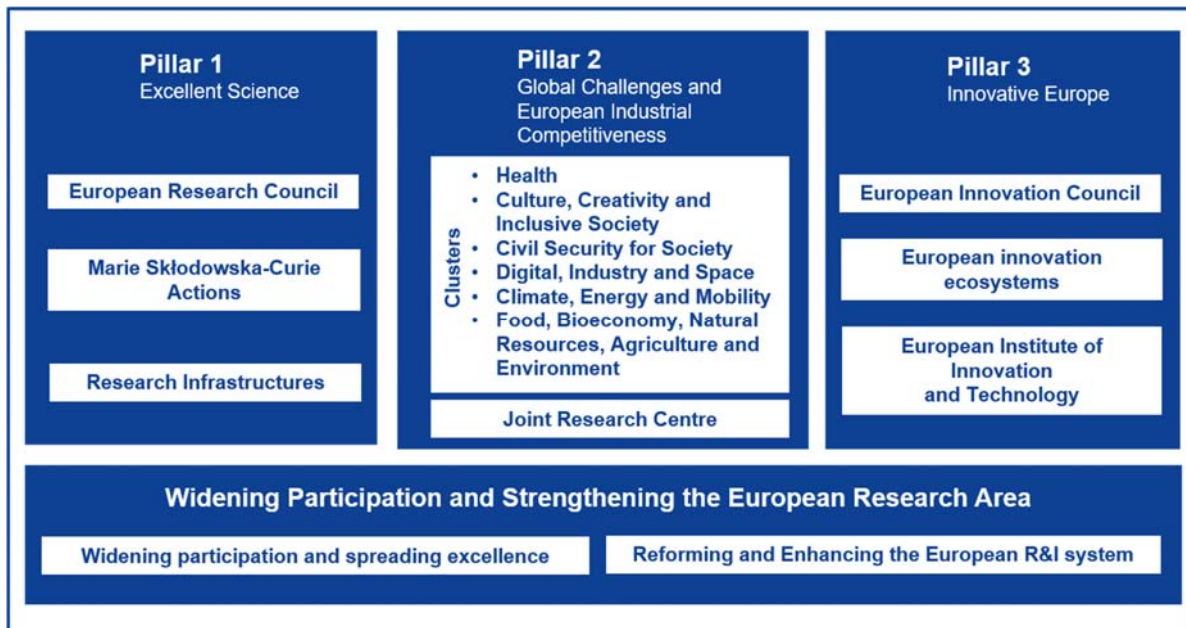 Pillar 1
Excellent Science
European Research Council
Marie Skłodowska-Curie
Actions
Research Infrastructures
Pillar 2
Global Challenges and
European Industrial
Competitiveness
Clusters
• Health
• Culture, Creativity and
Inclusive Society
• Civil Security for Society
• Digital, Industry and Space
• Climate, Energy and Mobility
• Food, Bioeconomy, Natural
Resources, Agriculture and
Environment
Joint Research Centre
Pillar 3
Innovative Europe
European Innovation Council
European innovation
ecosystems
European Institute of
Innovation
and Technology
Widening Participation and Strengthening the European Research Area
Widening participation and spreading excellence
Reforming and Enhancing the European R&I system